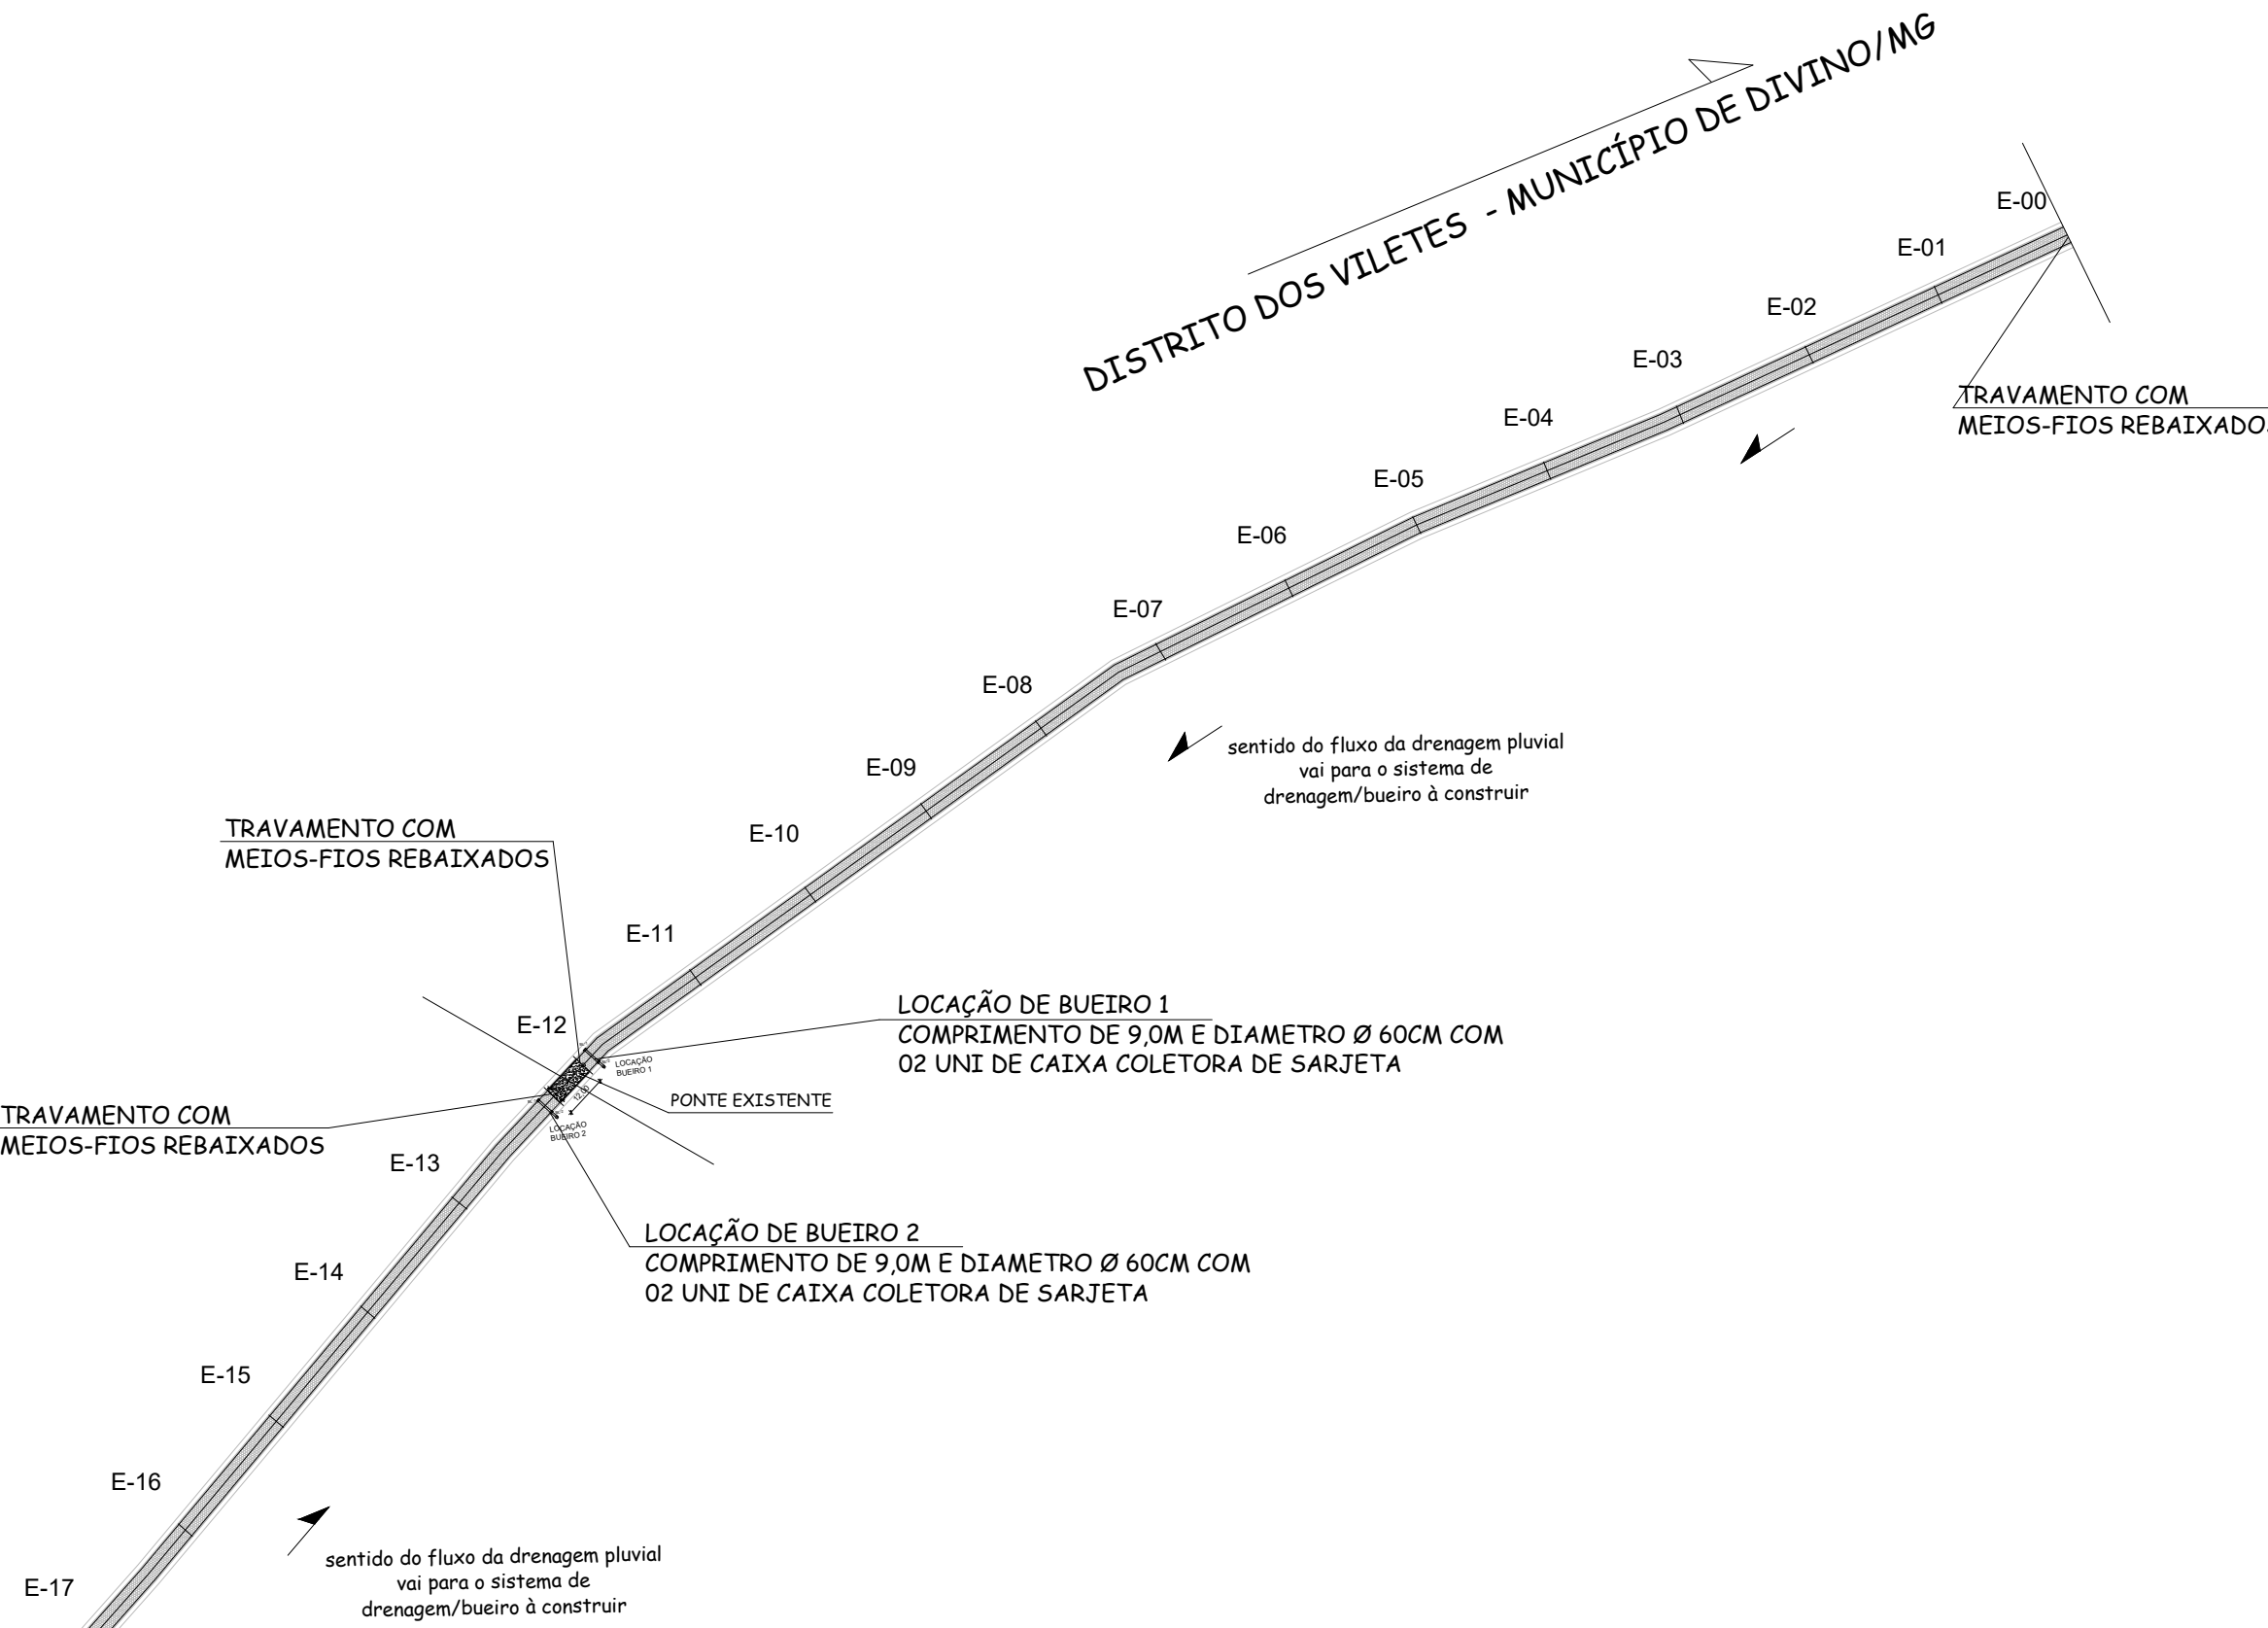 DISTRITO DOS VILETES - MUNICÍPIO DE DIVINO/MG
E-00
E-01
E-02
E-03
TRAVAMENTO COM
MEIOS-FIOS REBAIXADOS
E-04
E-05
E-06
E-07
E-08
sentido do fluxo da drenagem pluvial
vai para o sistema de
drenagem/bueiro à construir
E-09
TRAVAMENTO COM
MEIOS-FIOS REBAIXADOS
E-10
E-11
LOCAÇÃO DE BUEIRO 1
COMPRIMENTO DE 9,0M E DIAMETRO Ø 60CM COM
02 UNI DE CAIXA COLETORA DE SARJETA
E-12
LOCAÇÃO
BUEIRO 1
12,00
PONTE EXISTENTE
TRAVAMENTO COM
MEIOS-FIOS REBAIXADOS
LOCAÇÃO
BUEIRO 2
E-13
LOCAÇÃO DE BUEIRO 2
COMPRIMENTO DE 9,0M E DIAMETRO Ø 60CM COM
02 UNI DE CAIXA COLETORA DE SARJETA
E-14
E-15
E-16
sentido do fluxo da drenagem pluvial
vai para o sistema de
drenagem/bueiro à construir
E-17